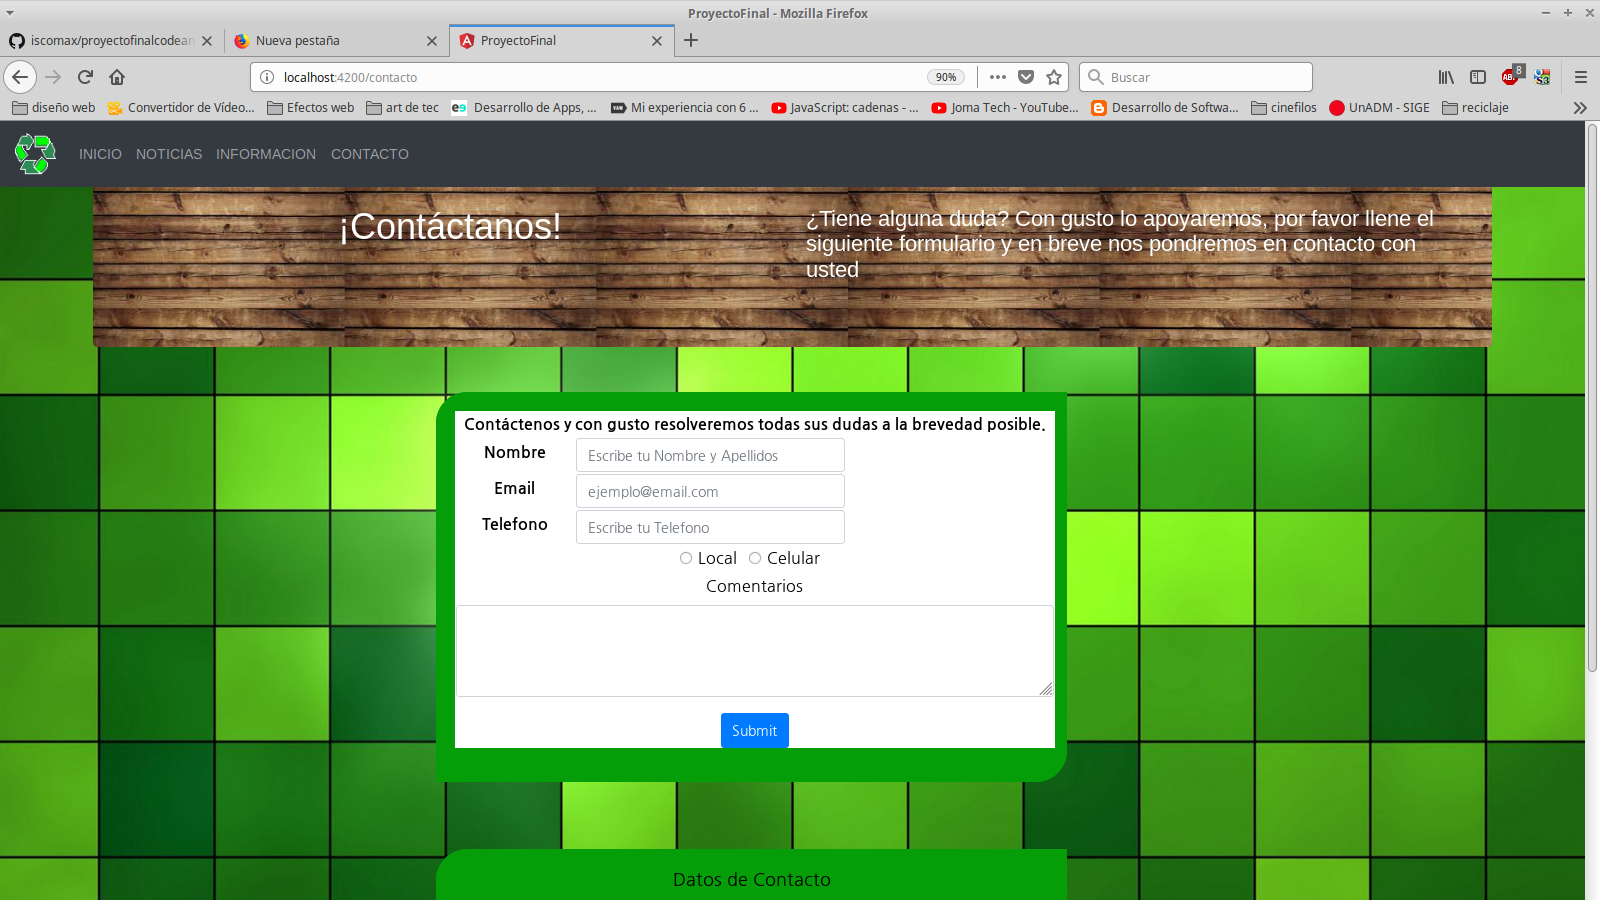 ProyectoFinal - Mozilla Firefox
iscomax/proyectofinalcodean
Nueva pestaña
ProyectoFinal
localhost:4200/contacto
90%
Buscar
ABP
8
S3
diseño web
Convertidor de Vídeo...
Efectos web
art de tec
Desarrollo de Apps, ...
Mi experiencia con 6 ...
JavaScript: cadenas - ...
Joma Tech - YouTube...
Desarrollo de Softwa...
cinefilos
UnADM - SIGE
reciclaje
INICIO
NOTICIAS
INFORMACION
CONTACTO
¡Contáctanos!
¿Tiene alguna duda? Con gusto lo apoyaremos, por favor llene el
siguiente formulario y en breve nos pondremos en contacto con
usted
Contáctenos y con gusto resolveremos todas sus dudas a la brevedad posible.
Nombre
Escribe tu Nombre y Apellidos
Email
ejemplo@email.com
Telefono
Escribe tu Telefono
Local
Celular
Comentarios
Submit
Datos de Contacto